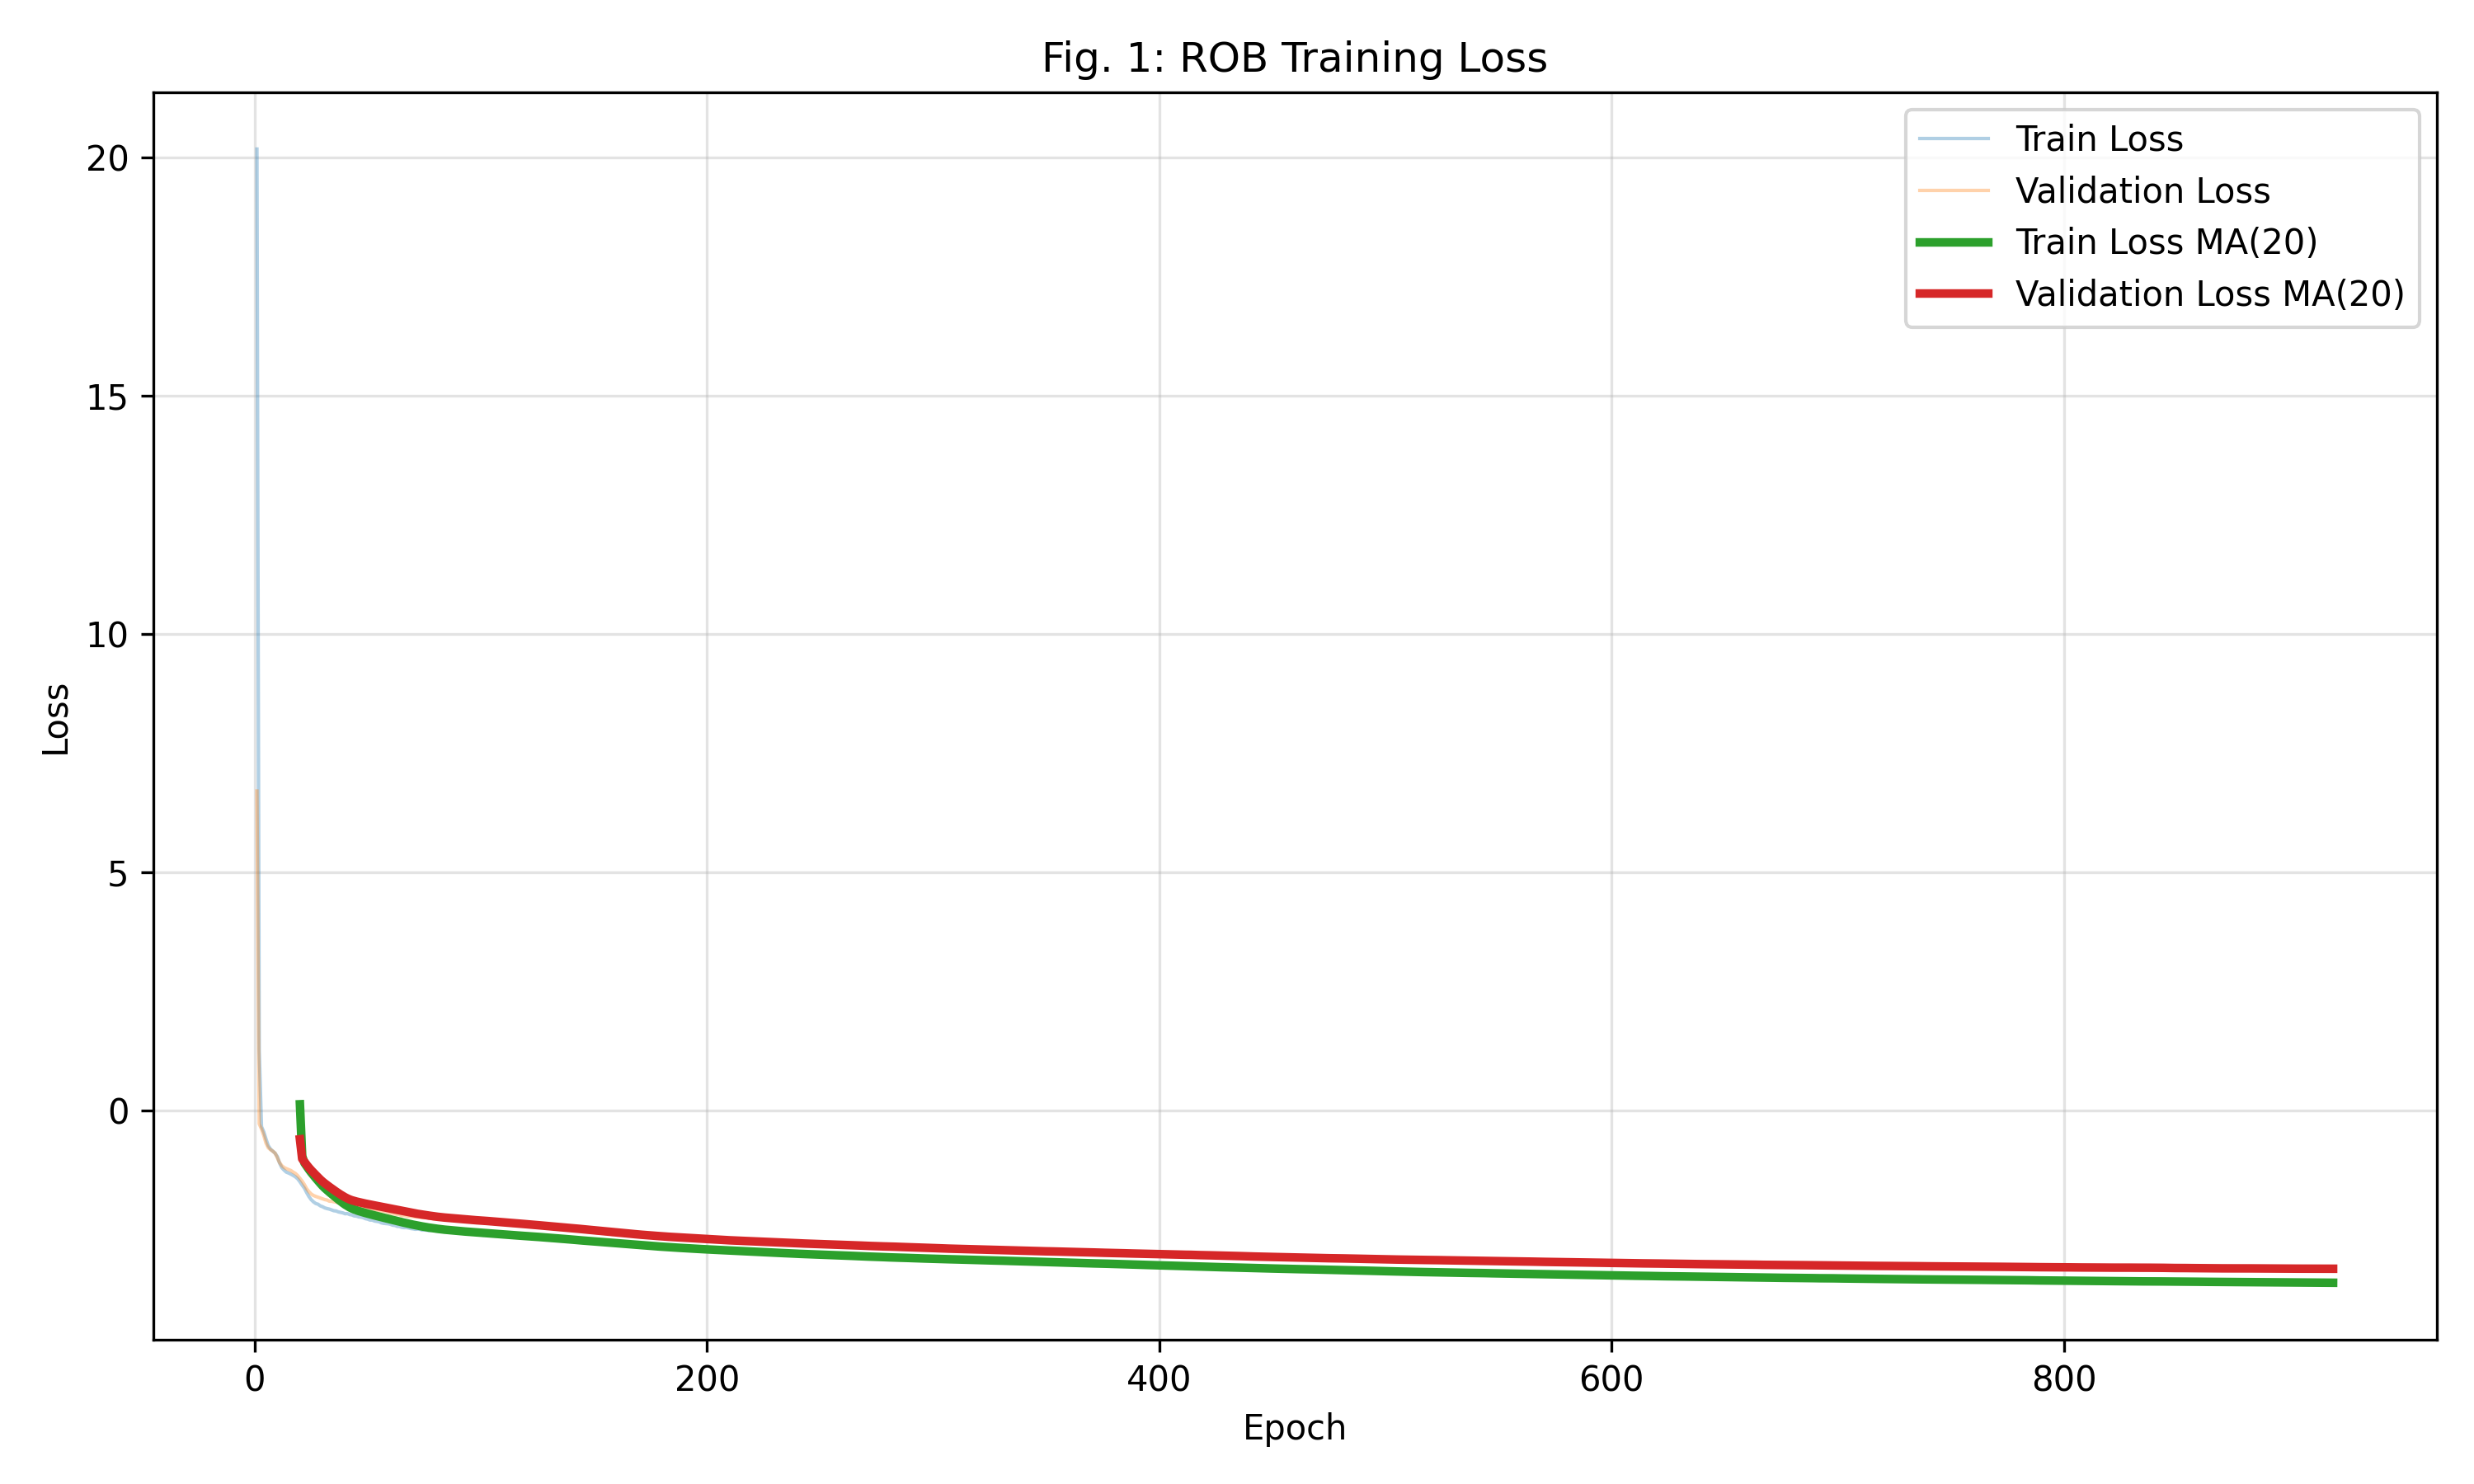 Fig. 1: ROB Training Loss
Train Loss
Validation Loss
Train Loss MA(20)
Validation Loss MA(20)
20
15
10
5
0
Loss
0 200 400 600 800
Epoch